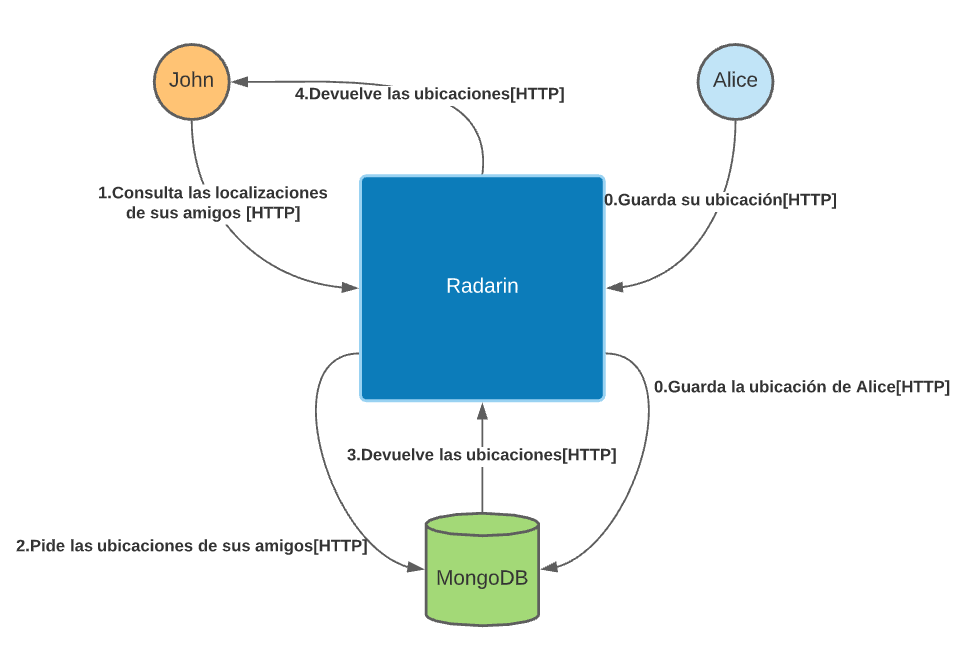 John
Alice
4.Devuelve las ubicaciones[HTTP]
1.Consulta las localizaciones
de sus amigos [HTTP]
0.Guarda su ubicación[HTTP]
Radarin
0.Guarda la ubicación de Alice[HTTP]
3.Devuelve las ubicaciones[HTTP]
2.Pide las ubicaciones de sus amigos[HTTP]
MongoDB